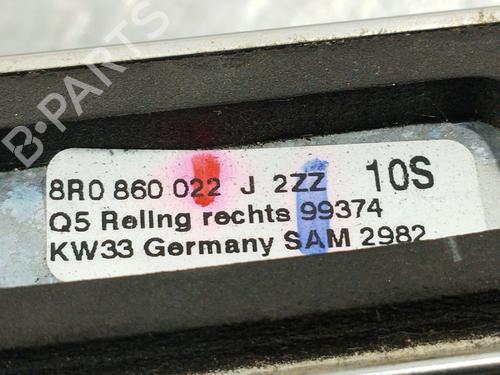 B-PARTS
8R0 860 022 J 2ZZ 10S
Q5 Reling rechts 99374
KW33 Germany SAM 2982